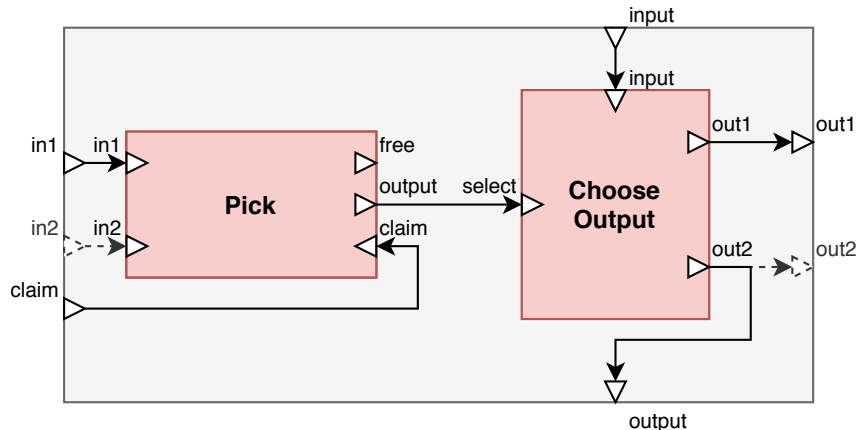 input
input
in1
in1
free
out1
out1
Pick
output
select
Choose
Output
in2
in2
claim
out2
out2
claim
output